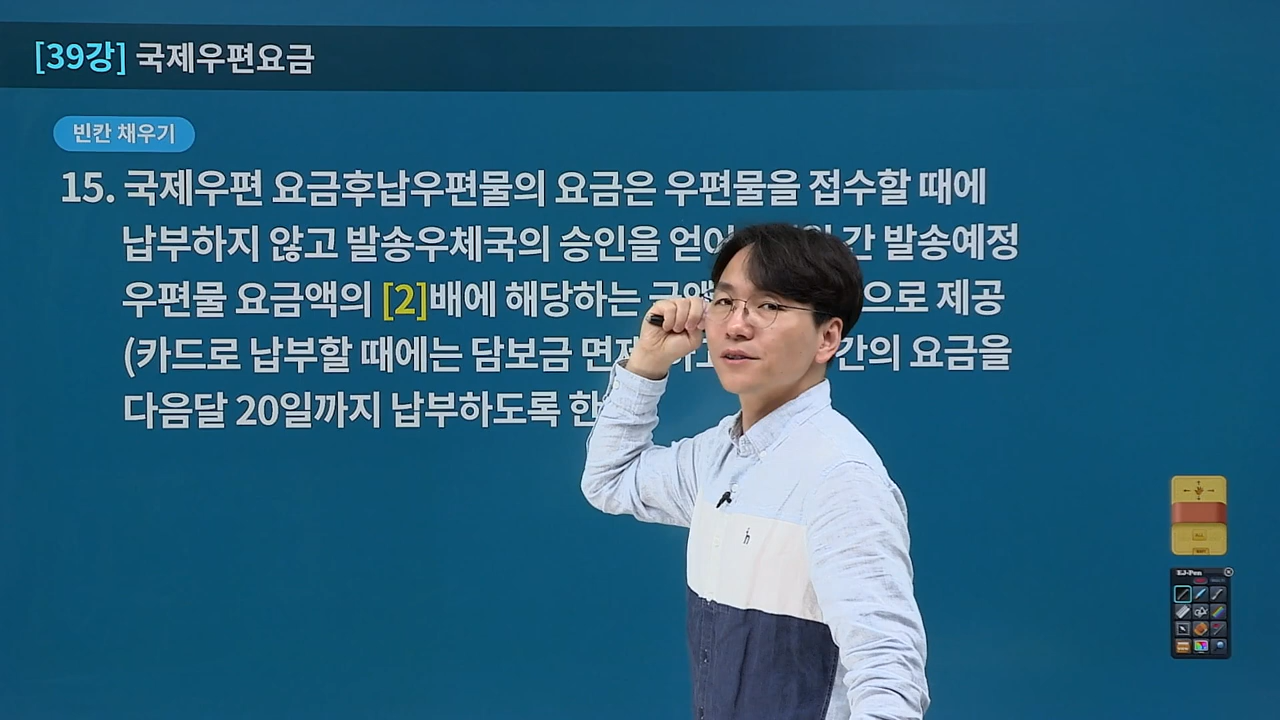 [39강] 국제우편요금
빈칸 채우기
15. 국제우편 요금후납우편물의 요금은 우편물을 접수할 때에
납부하지 않고 발송우체국의 승인을 얻어 간 발송예정
우편물 요금액의 [2]배에 해당하는 금액 으로 제공
(카드로 납부할 때에는 담보금 면제 간의 요금을
다음달 20일까지 납부하도록 한
EJ-Pen
ALL